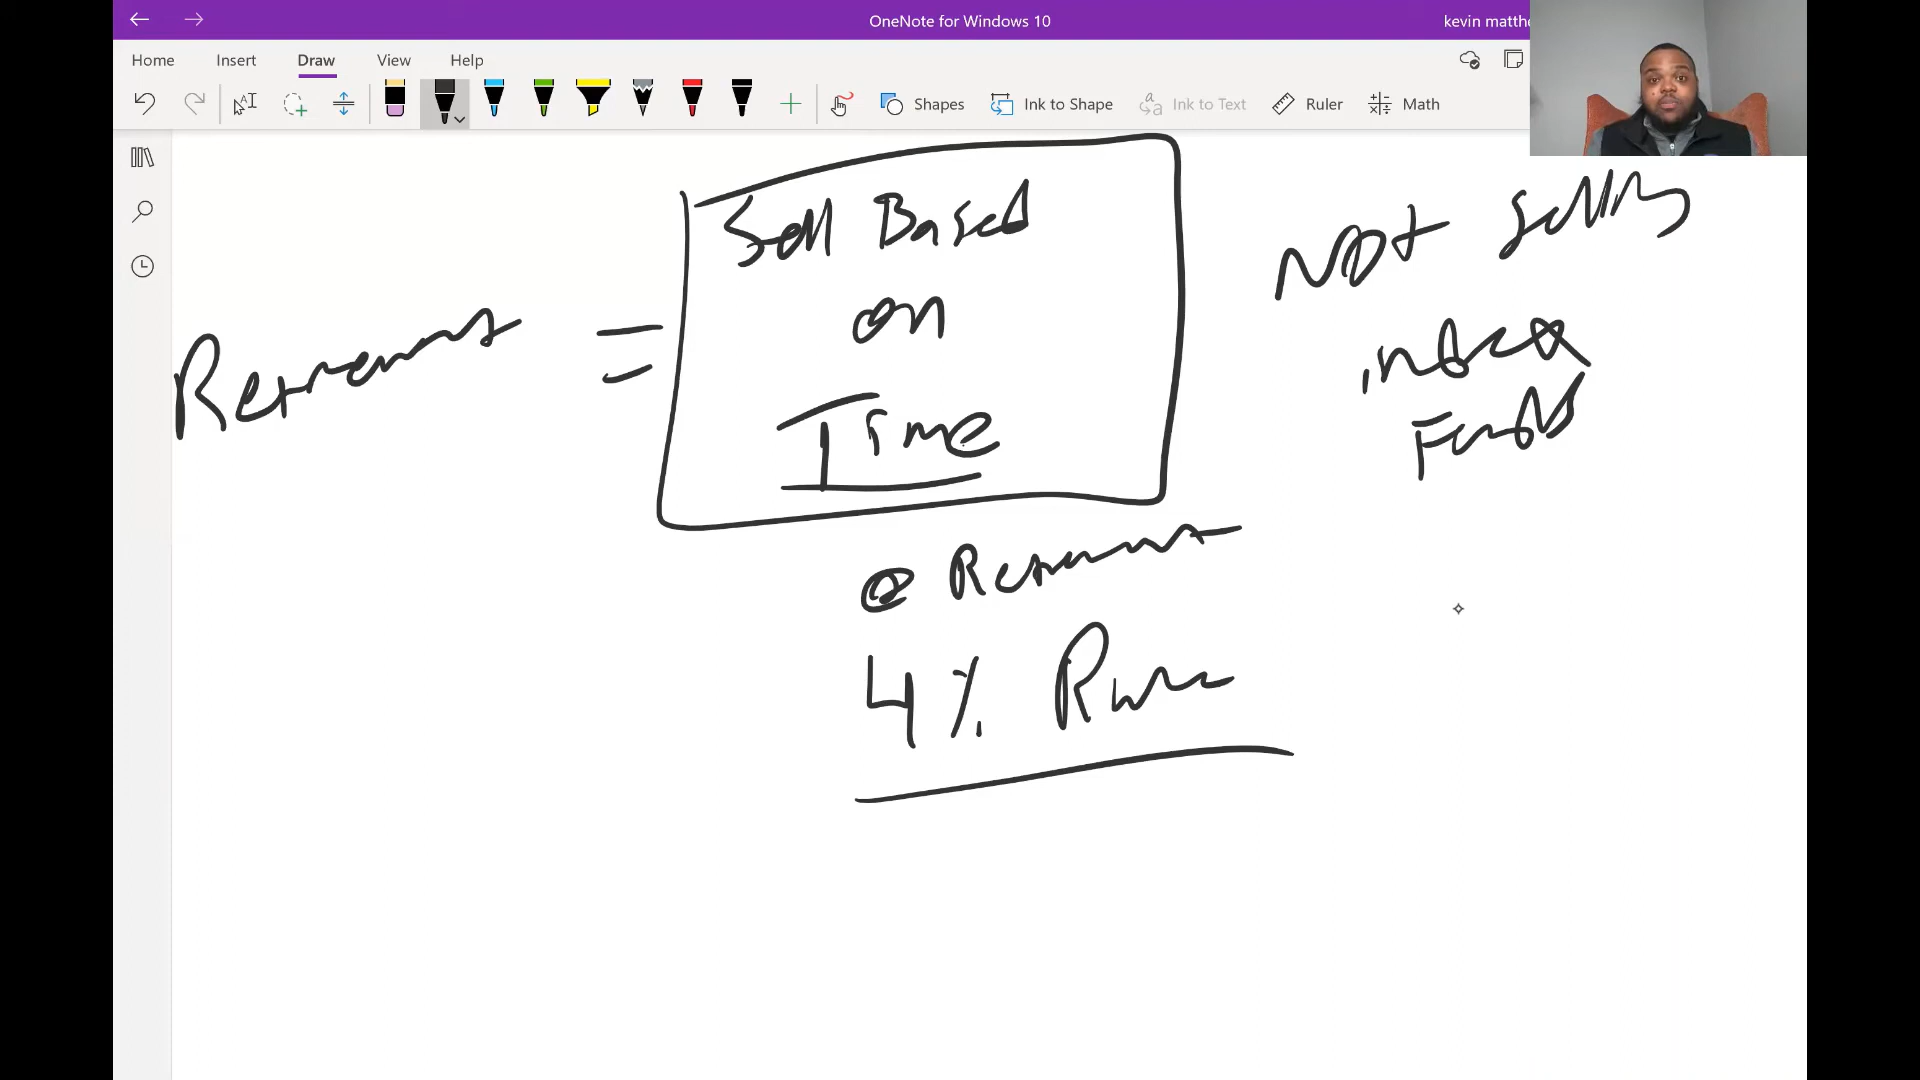 OneNote for Windows 10
kevin matthe
Home Insert Draw View Help
Shapes Ink to Shape Ink to Text Ruler Math
Sell Based
on
Time
Retirement =
Not selling
index
Funds
@ Retirement
4% Rule